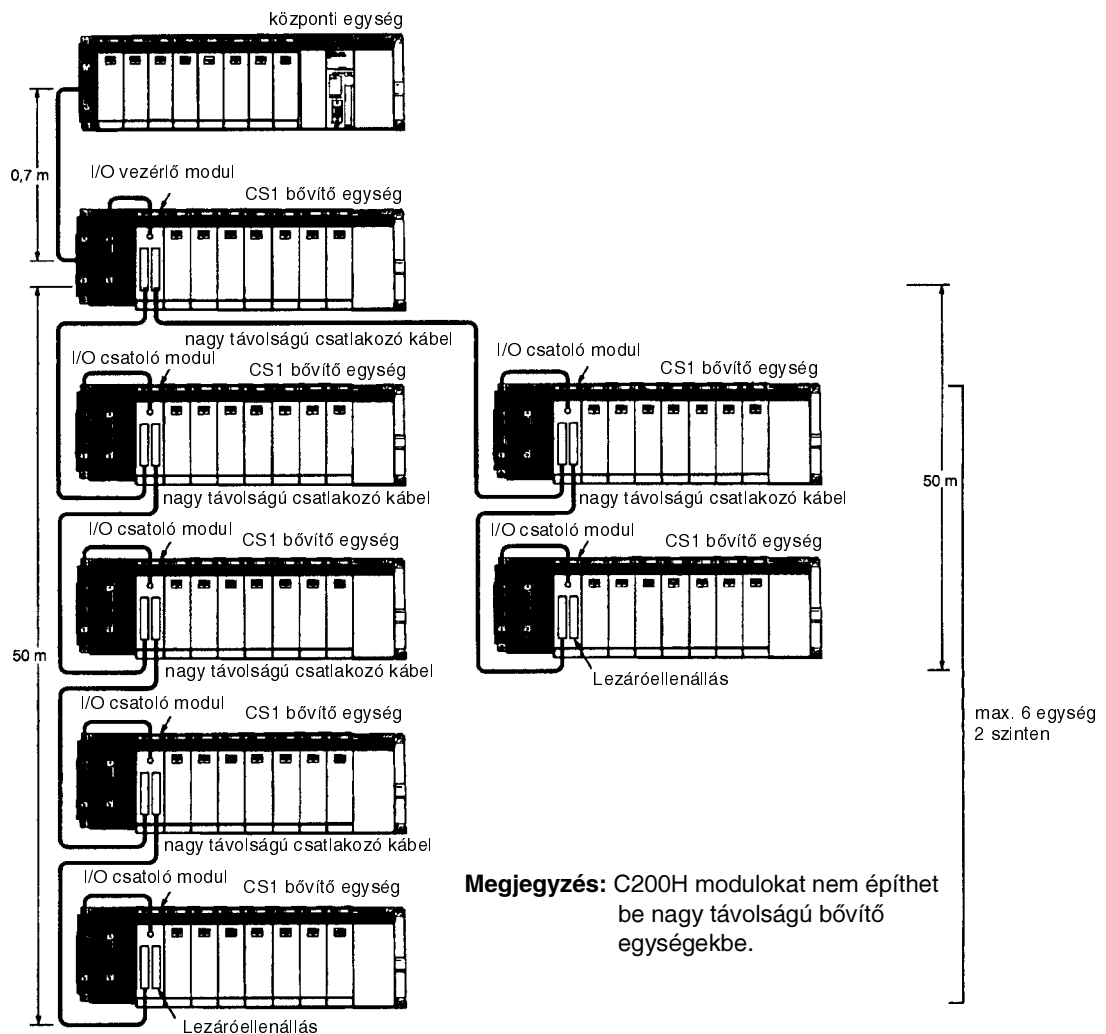 központi egység
0,7 m
I/O vezérlő modul
CS1 bővítő egység
nagy távolságú csatlakozó kábel
I/O csatoló modul
CS1 bővítő egység
nagy távolságú csatlakozó kábel
I/O csatoló modul
CS1 bővítő egység
nagy távolságú csatlakozó kábel
I/O csatoló modul
CS1 bővítő egység
nagy távolságú csatlakozó kábel
I/O csatoló modul
CS1 bővítő egység
Lezáróellenállás
50 m
I/O csatoló modul
CS1 bővítő egység
nagy távolságú csatlakozó kábel
I/O csatoló modul
CS1 bővítő egység
Lezáróellenállás
50 m
max. 6 egység
2 szinten
Megjegyzés: C200H modulokat nem építhet
be nagy távolságú bővítő
egységekbe.